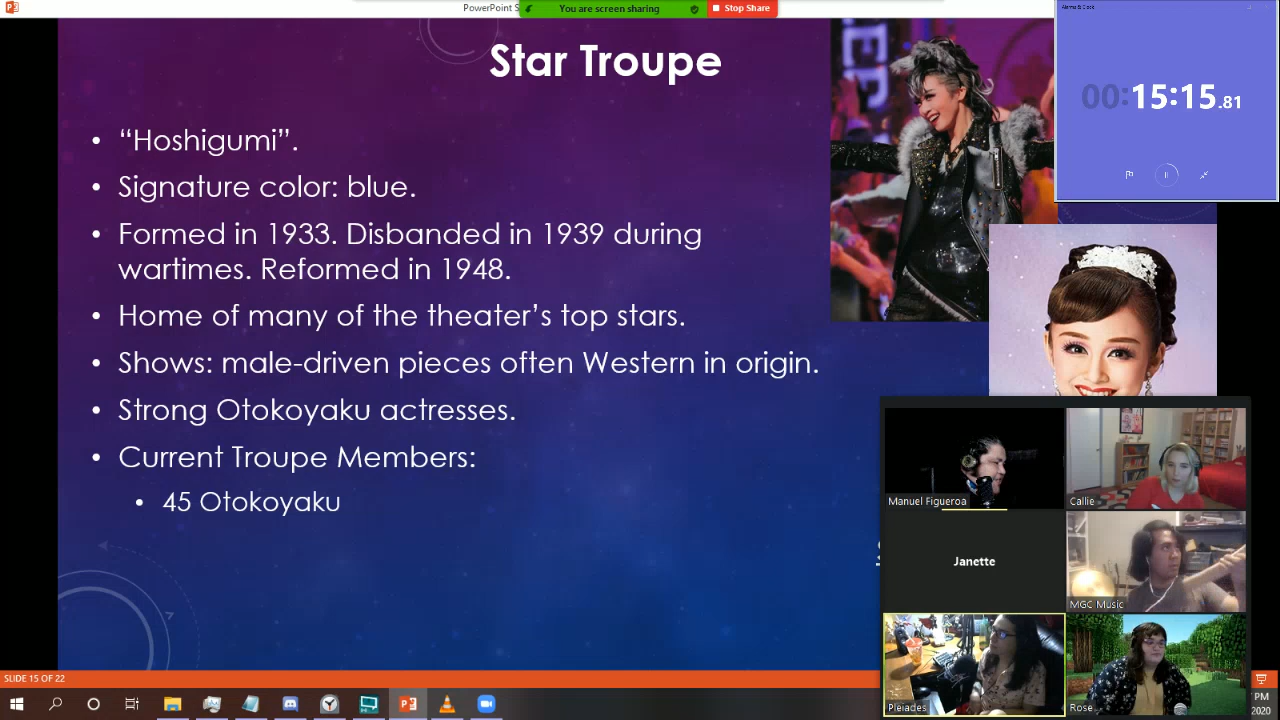 PowerPoint S
You are screen sharing
Stop Share
Star Troupe
• “Hoshigumi”.
• Signature color: blue.
• Formed in 1933. Disbanded in 1939 during
wartimes. Reformed in 1948.
• Home of many of the theater’s top stars.
• Shows: male-driven pieces often Western in origin.
• Strong Otokoyaku actresses.
• Current Troupe Members:
• 45 Otokoyaku
Alarms & Clock
00:15:15.81
Manuel Figueroa
Callie
Janette
MGC Music
Pleiades
Rose
SLIDE 15 OF 22
PM
2020